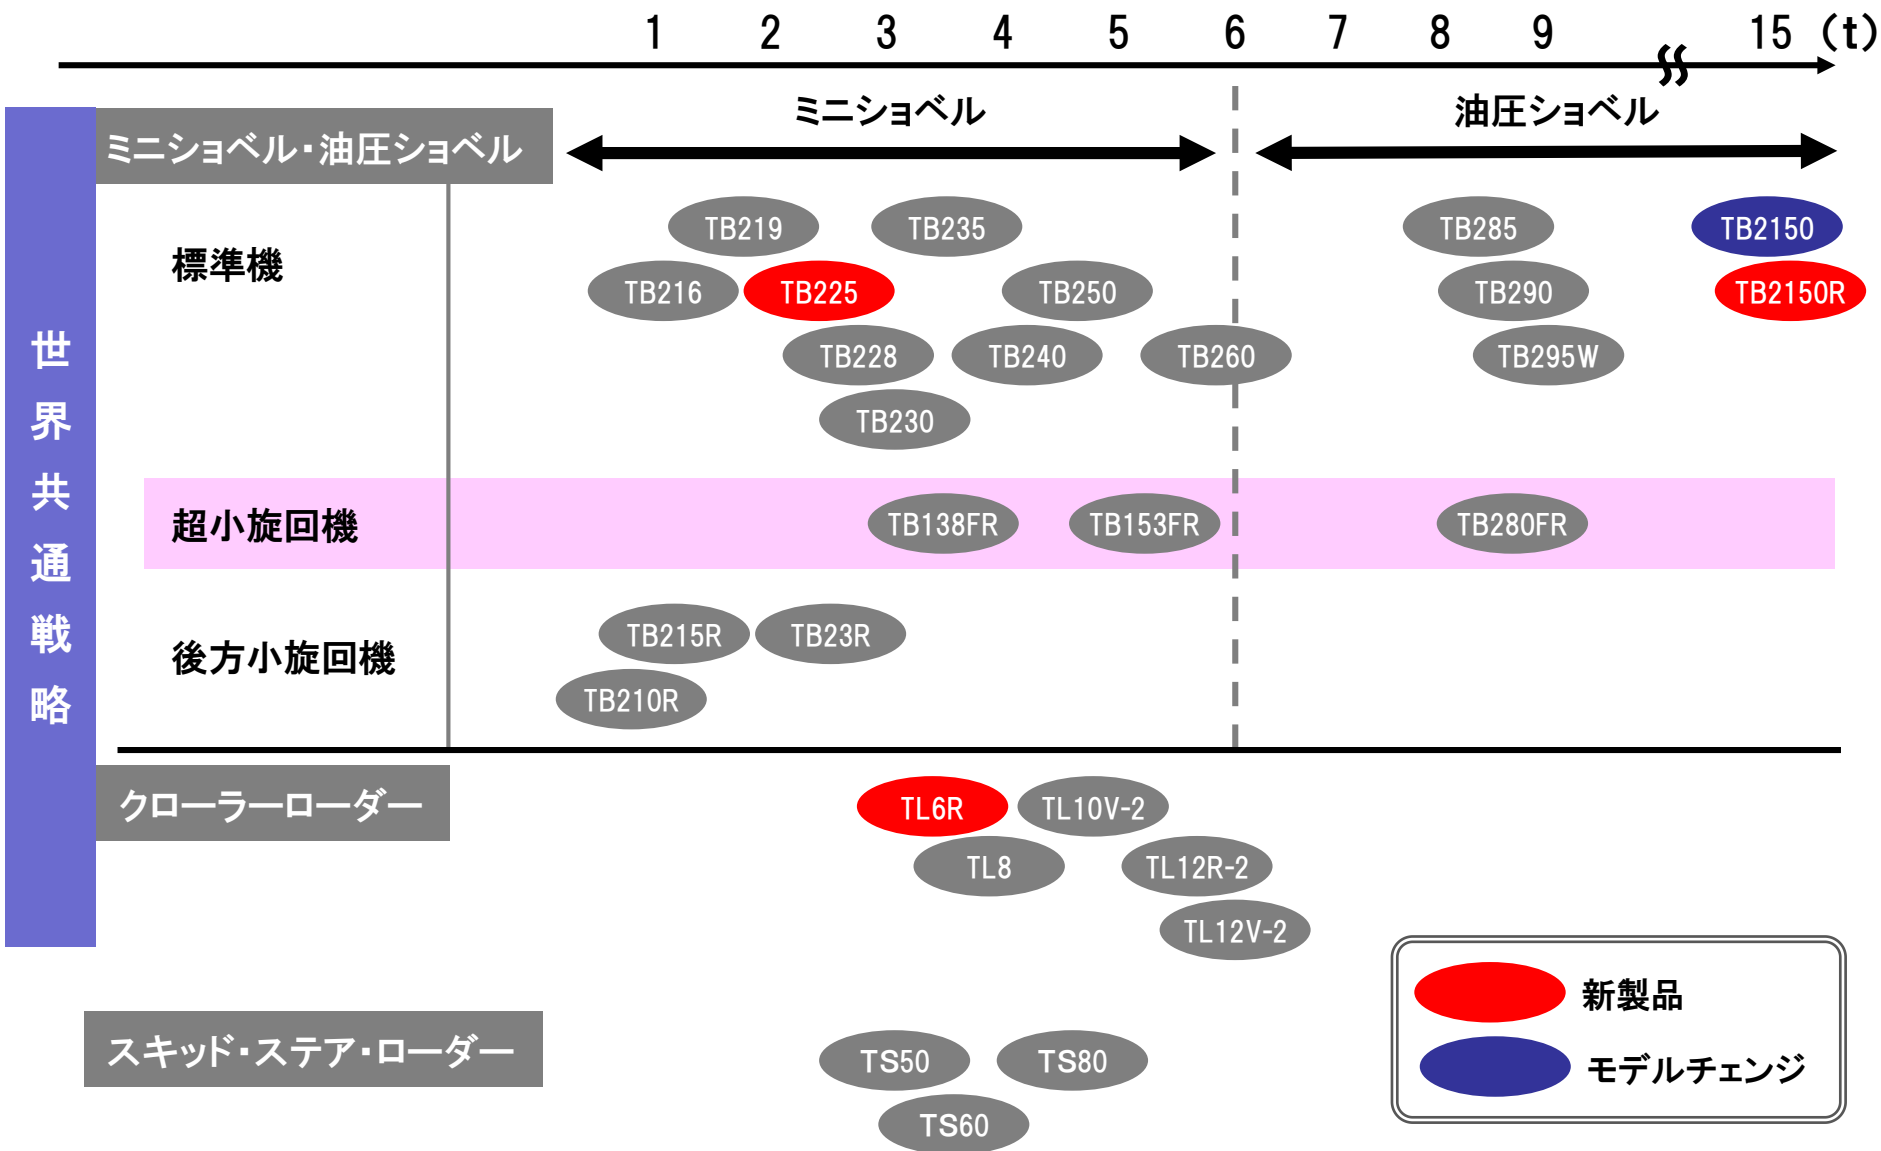 1 2 3 4 5 6 7 8 9 15 (t)
ミニショベル 油圧ショベル
ミニショベル・油圧ショベル
世界共通戦略
標準機
TB219 TB235 TB285 TB2150
TB216 TB225 TB250 TB290 TB2150R
TB228 TB240 TB260 TB295W
TB230
超小旋回機
TB138FR TB153FR TB280FR
後方小旋回機
TB215R TB23R
TB210R
クローラーローダー
TL6R TL10V-2
TL8 TL12R-2
TL12V-2
スキッド・ステア・ローダー
TS50 TS80
TS60
新製品
モデルチェンジ